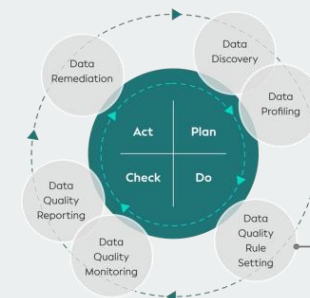 Data
Discovery
Data
Profiling
Data
Quality
Rule
Setting
Data
Quality
Monitoring
Data
Quality
Reporting
Data
Remediation
Act
Plan
Check
Do